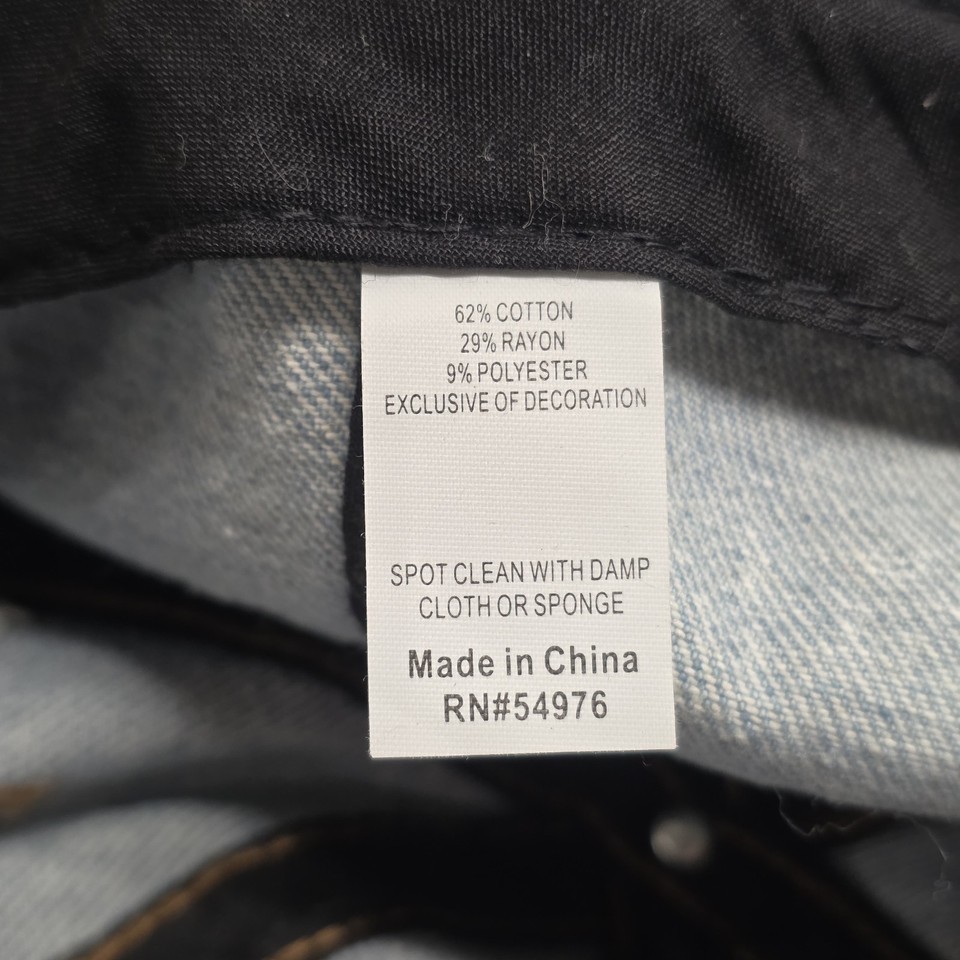 62% COTTON
29% RAYON
9% POLYESTER
EXCLUSIVE OF DECORATION
SPOT CLEAN WITH DAMP
CLOTH OR SPONGE
Made in China
RN#54976